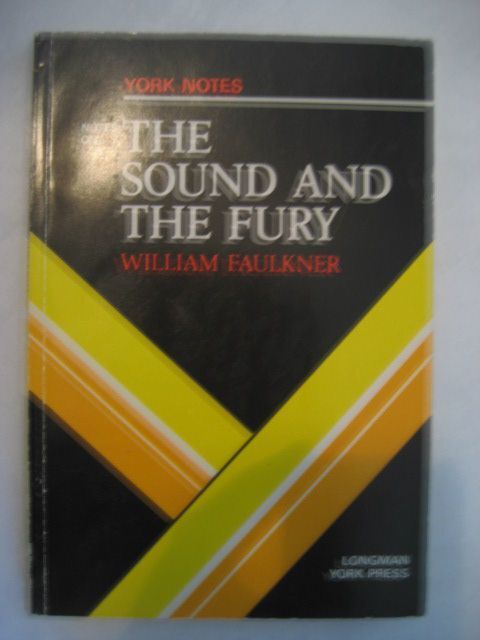 YORK NOTES
THE
SOUND AND
THE FURY
WILLIAM FAULKNER
LONGMAN
YORK PRESS